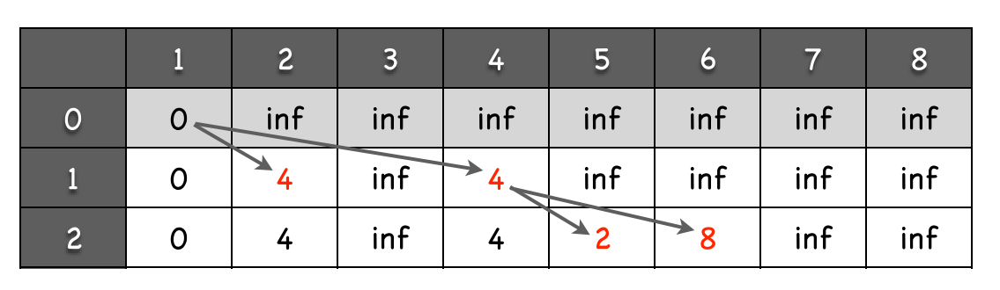 1 2 3 4 5 6 7 8
0 0 inf inf inf inf inf inf inf
1 0 4 inf 4 inf inf inf inf
2 0 4 inf 4 2 8 inf inf